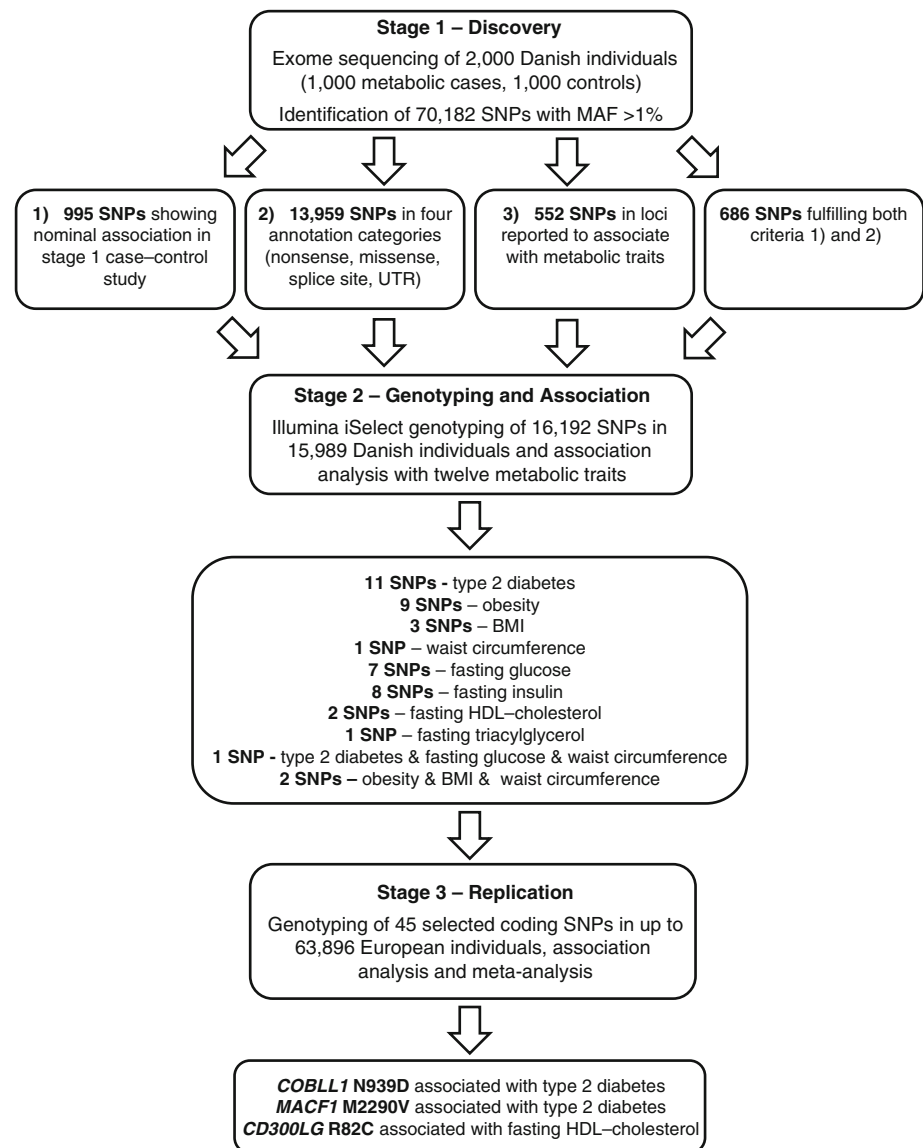 Stage 1 – Discovery
Exome sequencing of 2,000 Danish individuals
(1,000 metabolic cases, 1,000 controls)
Identification of 70,182 SNPs with MAF >1%
1) 995 SNPs showing
nominal association in
stage 1 case–control
study
2) 13,959 SNPs in four
annotation categories
(nonsense, missense,
splice site, UTR)
3) 552 SNPs in loci
reported to associate
with metabolic traits
686 SNPs fulfilling both
criteria 1) and 2)
Stage 2 – Genotyping and Association
Illumina iSelect genotyping of 16,192 SNPs in
15,989 Danish individuals and association
analysis with twelve metabolic traits
11 SNPs - type 2 diabetes
9 SNPs – obesity
3 SNPs – BMI
1 SNP – waist circumference
7 SNPs – fasting glucose
8 SNPs – fasting insulin
2 SNPs – fasting HDL–cholesterol
1 SNP – fasting triacylglycerol
1 SNP - type 2 diabetes & fasting glucose & waist circumference
2 SNPs – obesity & BMI & waist circumference
Stage 3 – Replication
Genotyping of 45 selected coding SNPs in up to
63,896 European individuals, association
analysis and meta-analysis
COBLL1 N939D associated with type 2 diabetes
MACF1 M2290V associated with type 2 diabetes
CD300LG R82C associated with fasting HDL–cholesterol